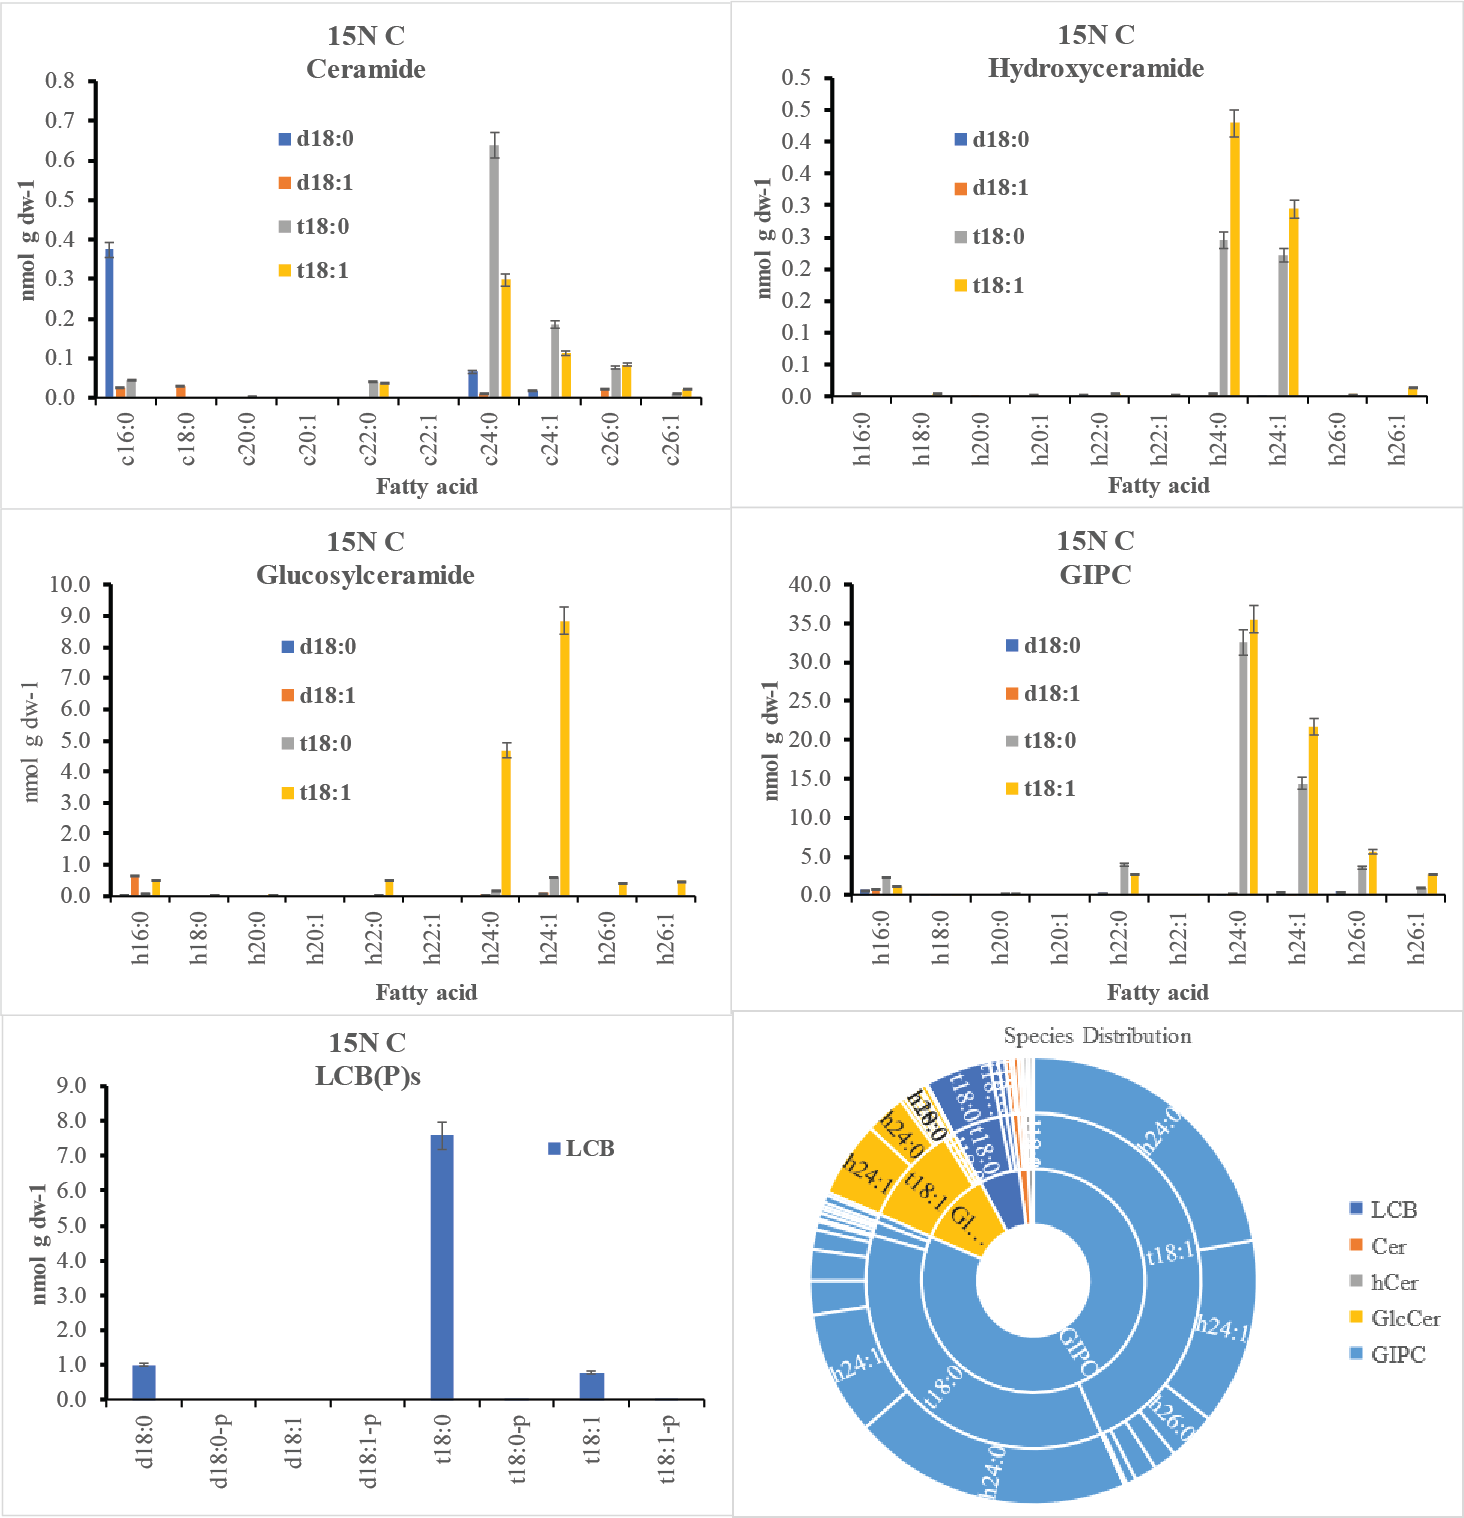 15N C
Ceramide
0.8
0.7
0.6
0.5
0.4
0.3
0.2
0.1
0.0
nmol g dw-1
d18:0
d18:1
t18:0
t18:1
c16:0
c18:0
c20:0
c20:1
c22:0
c22:1
c24:0
c24:1
c26:0
c26:1
Fatty acid
15N C
Hydroxyceramide
0.5
0.5
0.4
0.4
0.3
0.3
0.2
0.2
0.1
0.1
0.0
nmol g dw-1
d18:0
d18:1
t18:0
t18:1
h16:0
h18:0
h20:0
h20:1
h22:0
h22:1
h24:0
h24:1
h26:0
h26:1
Fatty acid
15N C
Glucosylceramide
10.0
9.0
8.0
7.0
6.0
5.0
4.0
3.0
2.0
1.0
0.0
nmol g dw-1
d18:0
d18:1
t18:0
t18:1
h16:0
h18:0
h20:0
h20:1
h22:0
h22:1
h24:0
h24:1
h26:0
h26:1
Fatty acid
15N C
GIPC
40.0
35.0
30.0
25.0
20.0
15.0
10.0
5.0
0.0
nmol g dw-1
d18:0
d18:1
t18:0
t18:1
h16:0
h18:0
h20:0
h20:1
h22:0
h22:1
h24:0
h24:1
h26:0
h26:1
Fatty acid
15N C
LCB(P)s
9.0
8.0
7.0
6.0
5.0
4.0
3.0
2.0
1.0
0.0
nmol g dw-1
LCB
d18:0
d18:0-p
d18:1
d18:1-p
t18:0
t18:0-p
t18:1
t18:1-p
Species Distribution
h24:0
t18:1
h24:1
h26:0
GIPC
t18:0
h24:0
h24:1
Gl...
t18:1
h24:1
h24:0
t18:0
t18:0
LCB
Cer
hCer
GlcCer
GIPC